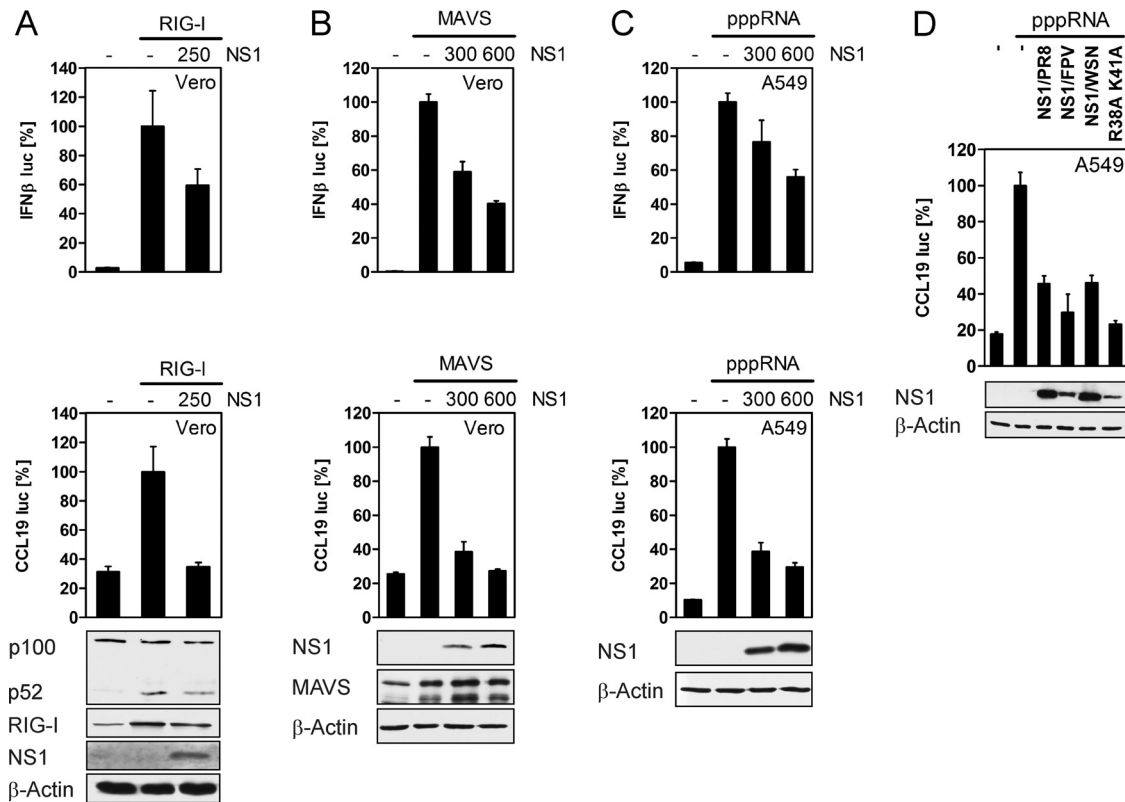 A
RIG-I
- - 250 NS1
Vero
IFNβ luc [%]
140
120
100
80
60
40
20
0
B
MAVS
- - 300 600 NS1
Vero
IFNβ luc [%]
120
100
80
60
40
20
0
C
pppRNA
- - 300 600 NS1
A549
IFNβ luc [%]
120
100
80
60
40
20
0
D
pppRNA
- - NS1/PR8 NS1/FPV NS1/WSN R38A K41A
A549
CCL19 luc [%]
120
100
80
60
40
20
0
NS1
β-Actin
RIG-I
- - 250 NS1
Vero
CCL19 luc [%]
140
120
100
80
60
40
20
0
p100
p52
RIG-I
NS1
β-Actin
MAVS
- - 300 600 NS1
Vero
CCL19 luc [%]
120
100
80
60
40
20
0
NS1
MAVS
β-Actin
pppRNA
- - 300 600 NS1
A549
CCL19 luc [%]
120
100
80
60
40
20
0
NS1
β-Actin